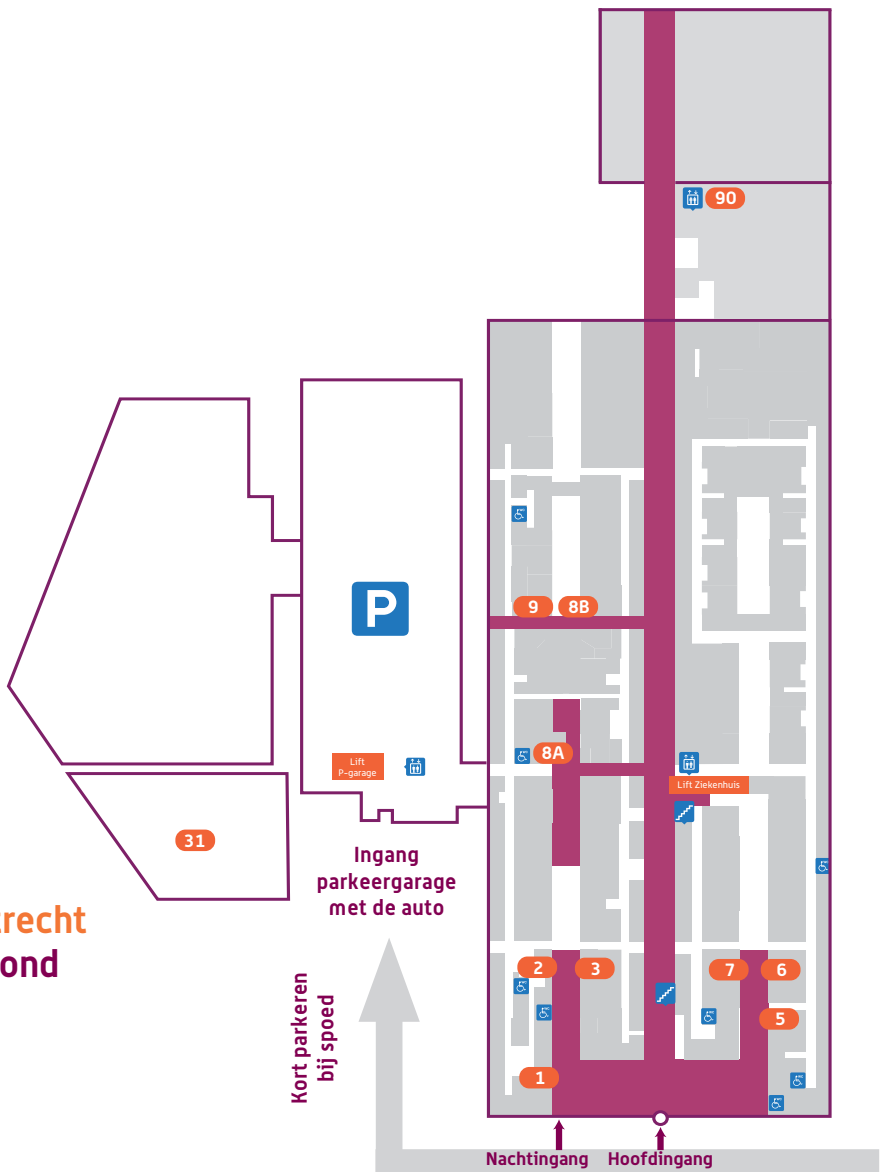 90
P
9
8B
8A
Lift
P-garage
Lift Ziekenhuis
31
Ingang
parkeergarage
met de auto
recht
ond
2
3
7
6
5
1
Kort parkeren
bij spoed
Nachtingang
Hoofdingang